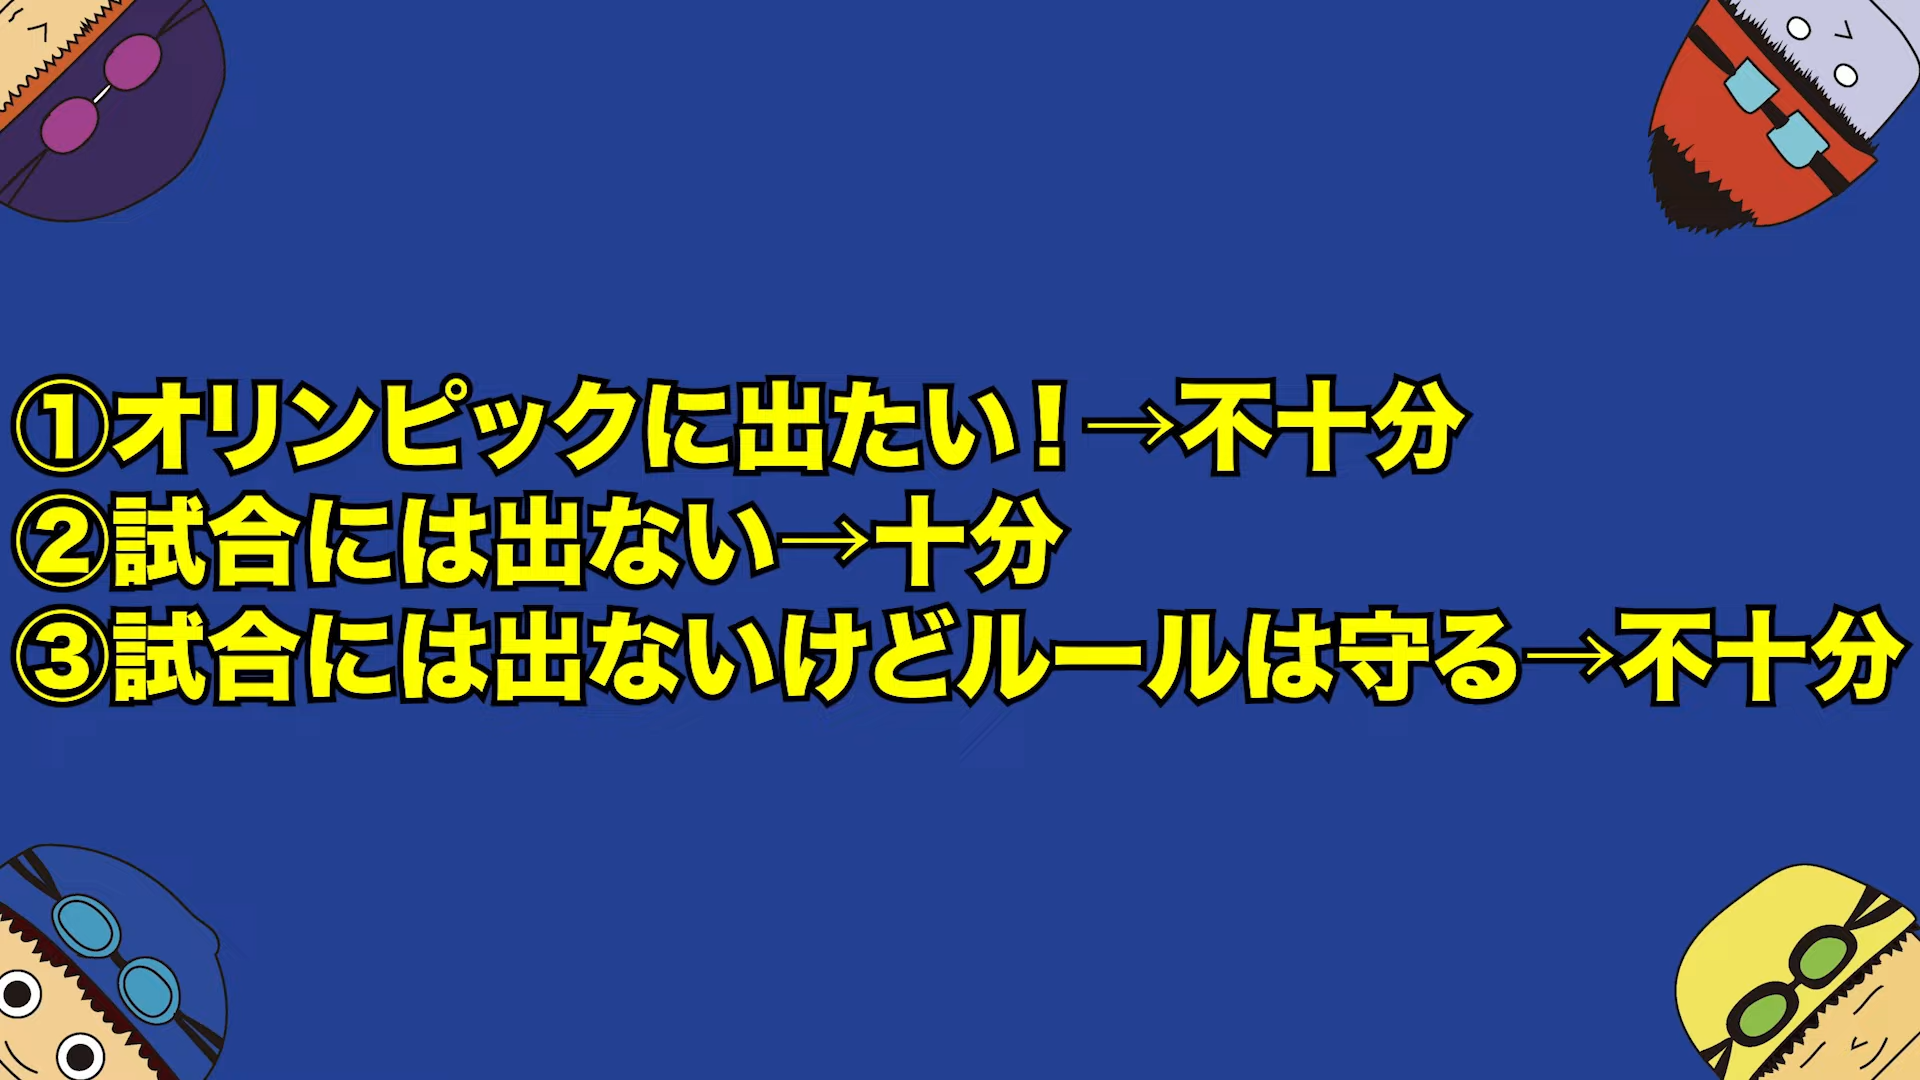 ①オリンピックに出たい！→不十分
②試合には出ない→十分
③試合には出ないけどルールは守る→不十分